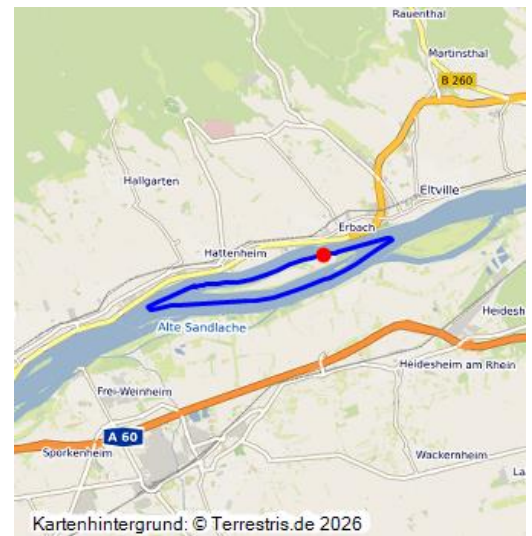 Rauenthal
Martinsthal
B 260
Hallgarten
Eltville
Erbach
Hattenheim
Alte Sandlache
Heidesh
Heidesheim am Rhein
Frei-Weinheim
A 60
Sporkenheim
Wackernheim
La
Kartenhintergrund: © Terrestris.de 2026